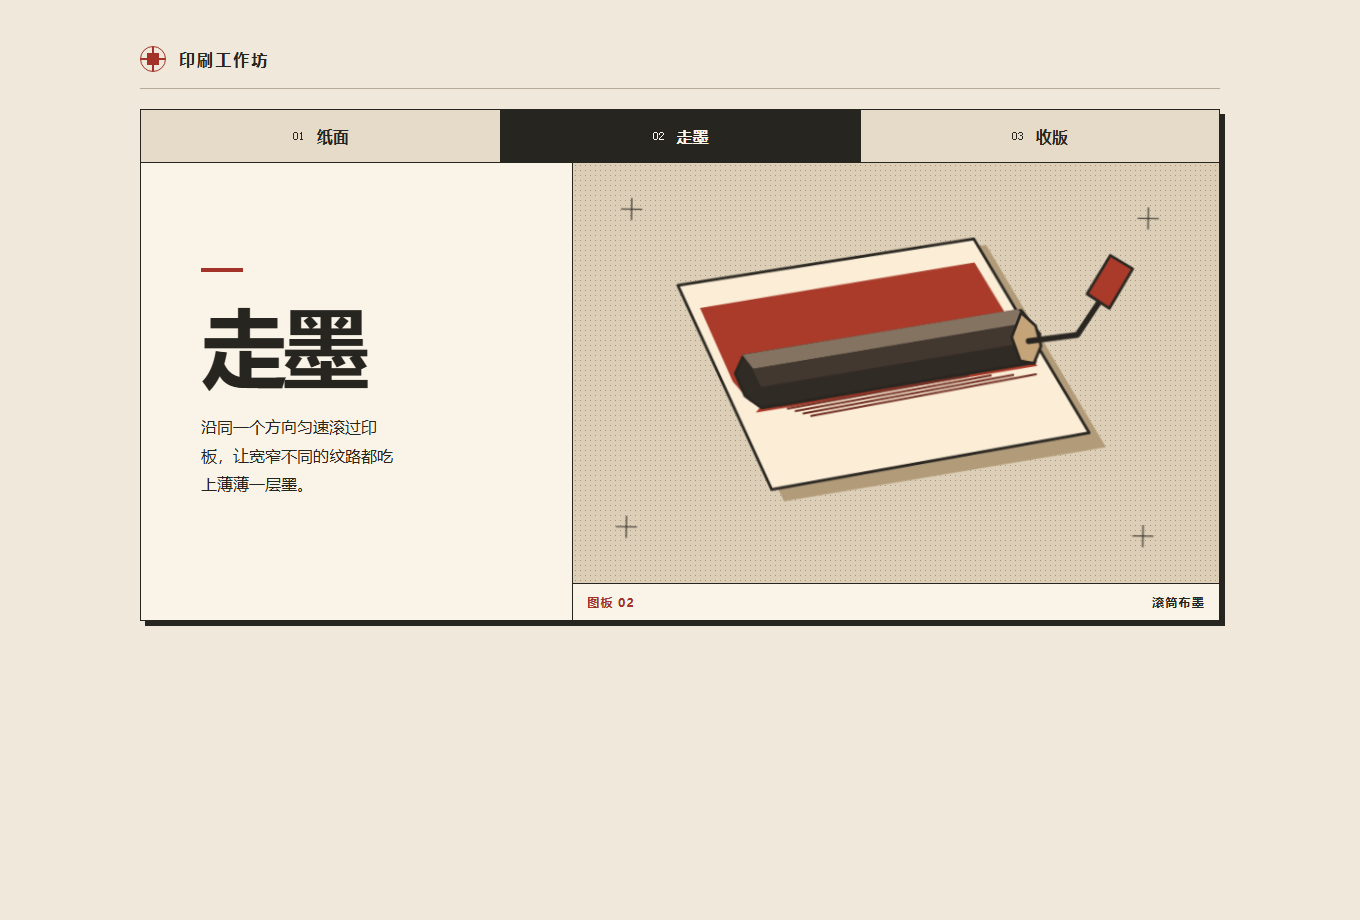 印刷工作坊
01 纸面
02 走墨
03 收版
走墨
沿同一个方向匀速滚过印
板，让宽窄不同的纹路都吃
上薄薄一层墨。
图板 02
滚筒布墨